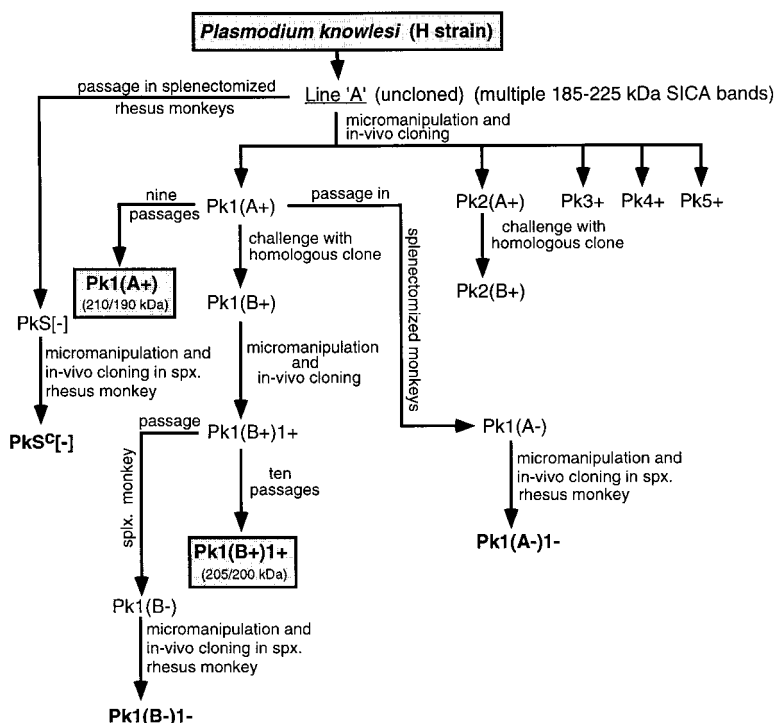 Plasmodium knowlesi (H strain)
passage in splenectomized
rhesus monkeys
Line 'A' (uncloned) (multiple 185-225 kDa SICA bands)
micromanipulation and
in-vivo cloning
nine
passages
Pk1(A+)
passage in
Pk2(A+)
Pk3+ Pk4+ Pk5+
challenge with
homologous clone
splenectomized monkeys
challenge with
homologous clone
Pk1(A+)
(210/190 kDa)
Pk1(B+)
Pk2(B+)
PkS[-]
micromanipulation and
in-vivo cloning in spx.
rhesus monkey
micromanipulation
and
in-vivo cloning
PkSc[-]
passage
Pk1(B+)1+
Pk1(A-)
splx. monkey
ten
passages
micromanipulation and
in-vivo cloning in spx.
rhesus monkey
Pk1(B+)1+
(205/200 kDa)
Pk1(A-)1-
Pk1(B-)
micromanipulation and
in-vivo cloning in spx.
rhesus monkey
Pk1(B-)1-